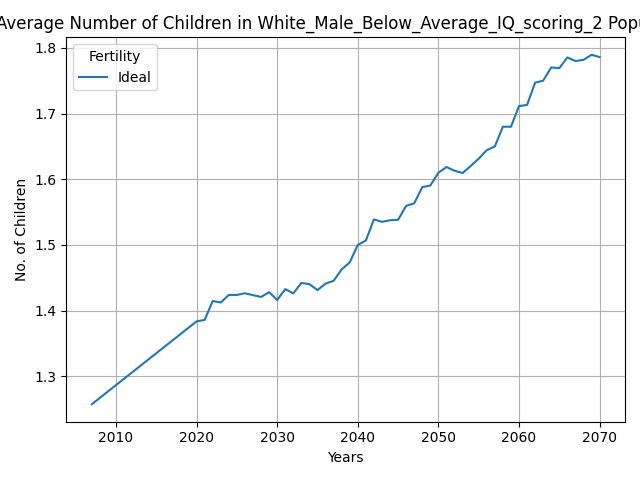 Average Number of Children in White_Male_Below_Average_IQ_scoring_2 Popu
Fertility
Ideal
1.8
1.7
1.6
1.5
1.4
1.3
No. of Children
2010 2020 2030 2040 2050 2060 2070
Years